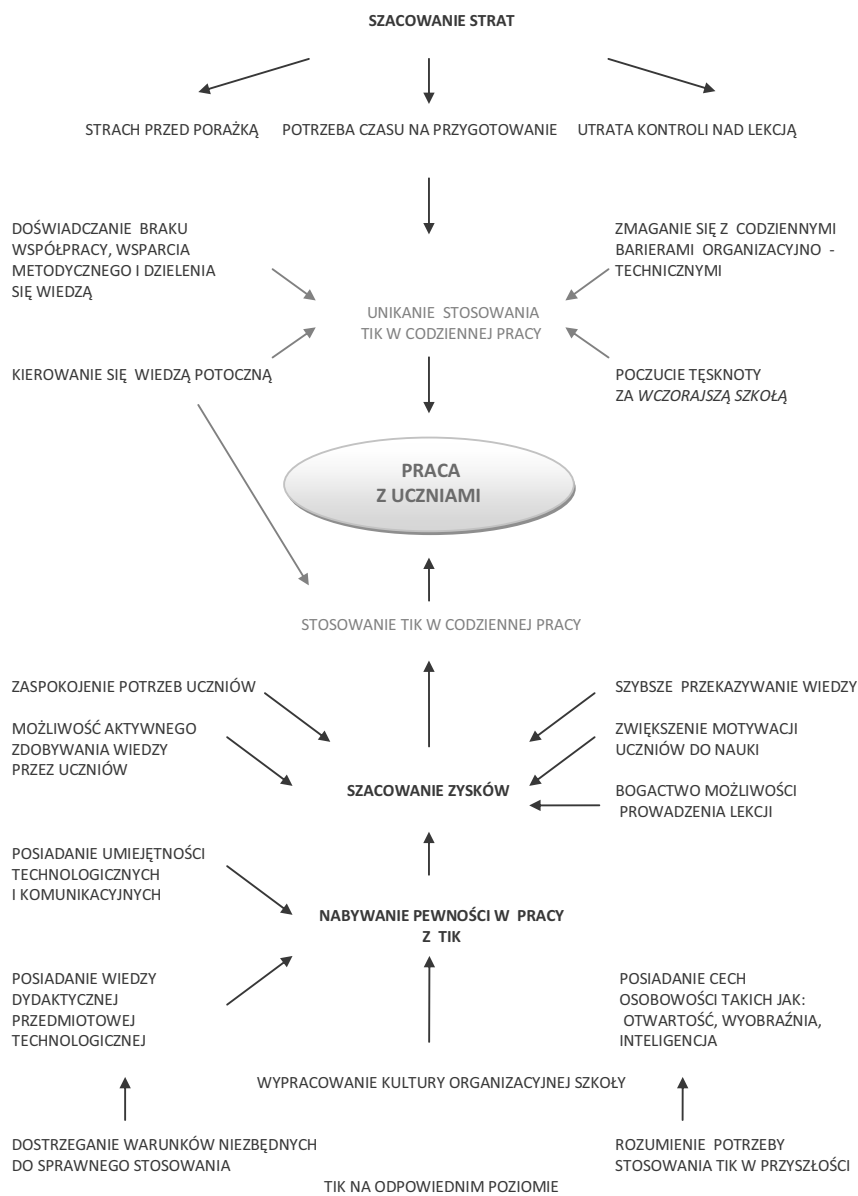 SZACOWANIE STRAT
STRACH PRZED PORAŻKĄ
POTRZEBA CZASU NA PRZYGOTOWANIE
UTRATA KONTROLI NAD LEKCJĄ
DOŚWIADCZANIE BRAKU
WSPÓŁPRACY, WSPARCIA
METODYCZNEGO I DZIELENIA
SIĘ WIEDZĄ
ZMAGANIE SIĘ Z CODZIENNYMI
BARIERAMI ORGANIZACYJNO -
TECHNICZNYMI
UNIKANIE STOSOWANIA
TIK W CODZIENNEJ PRACY
KIEROWANIE SIĘ WIEDZĄ POTOCZNĄ
POCZUCIE TĘSKNOTY
ZA WCZORAJSZĄ SZKOŁĄ
PRACA
Z UCZNIAMI
STOSOWANIE TIK W CODZIENNEJ PRACY
ZASPOKOJENIE POTRZEB UCZNIÓW
SZYBSZE PRZEKAZYWANIE WIEDZY
MOŻLIWOŚĆ AKTYWNEGO
ZDOBYWANIA WIEDZY
PRZEZ UCZNIÓW
ZWIĘKSZENIE MOTYWACJI
UCZNIÓW DO NAUKI
SZACOWANIE ZYSKÓW
BOGACTWO MOŻLIWOŚCI
PROWADZENIA LEKCJI
POSIADANIE UMIEJĘTNOŚCI
TECHNOLOGICZNYCH
I KOMUNIKACYJNYCH
NABYWANIE PEWNOŚCI W PRACY
Z TIK
POSIADANIE WIEDZY
DYDAKTYCZNEJ
PRZEDMIOTOWEJ
TECHNOLOGICZNEJ
POSIADANIE CECH
OSOBOWOŚCI TAKICH JAK:
OTWARTOŚĆ, WYOBRAŹNIA,
INTELIGENCJA
WYPRACOWANIE KULTURY ORGANIZACYJNEJ SZKOŁY
DOSTRZEGANIE WARUNKÓW NIEZBĘDNYCH
DO SPRAWNEGO STOSOWANIA
ROZUMIENIE POTRZEBY
STOSOWANIA TIK W PRZYSZŁOŚCI
TIK NA ODPOWIEDNIM POZIOMIE